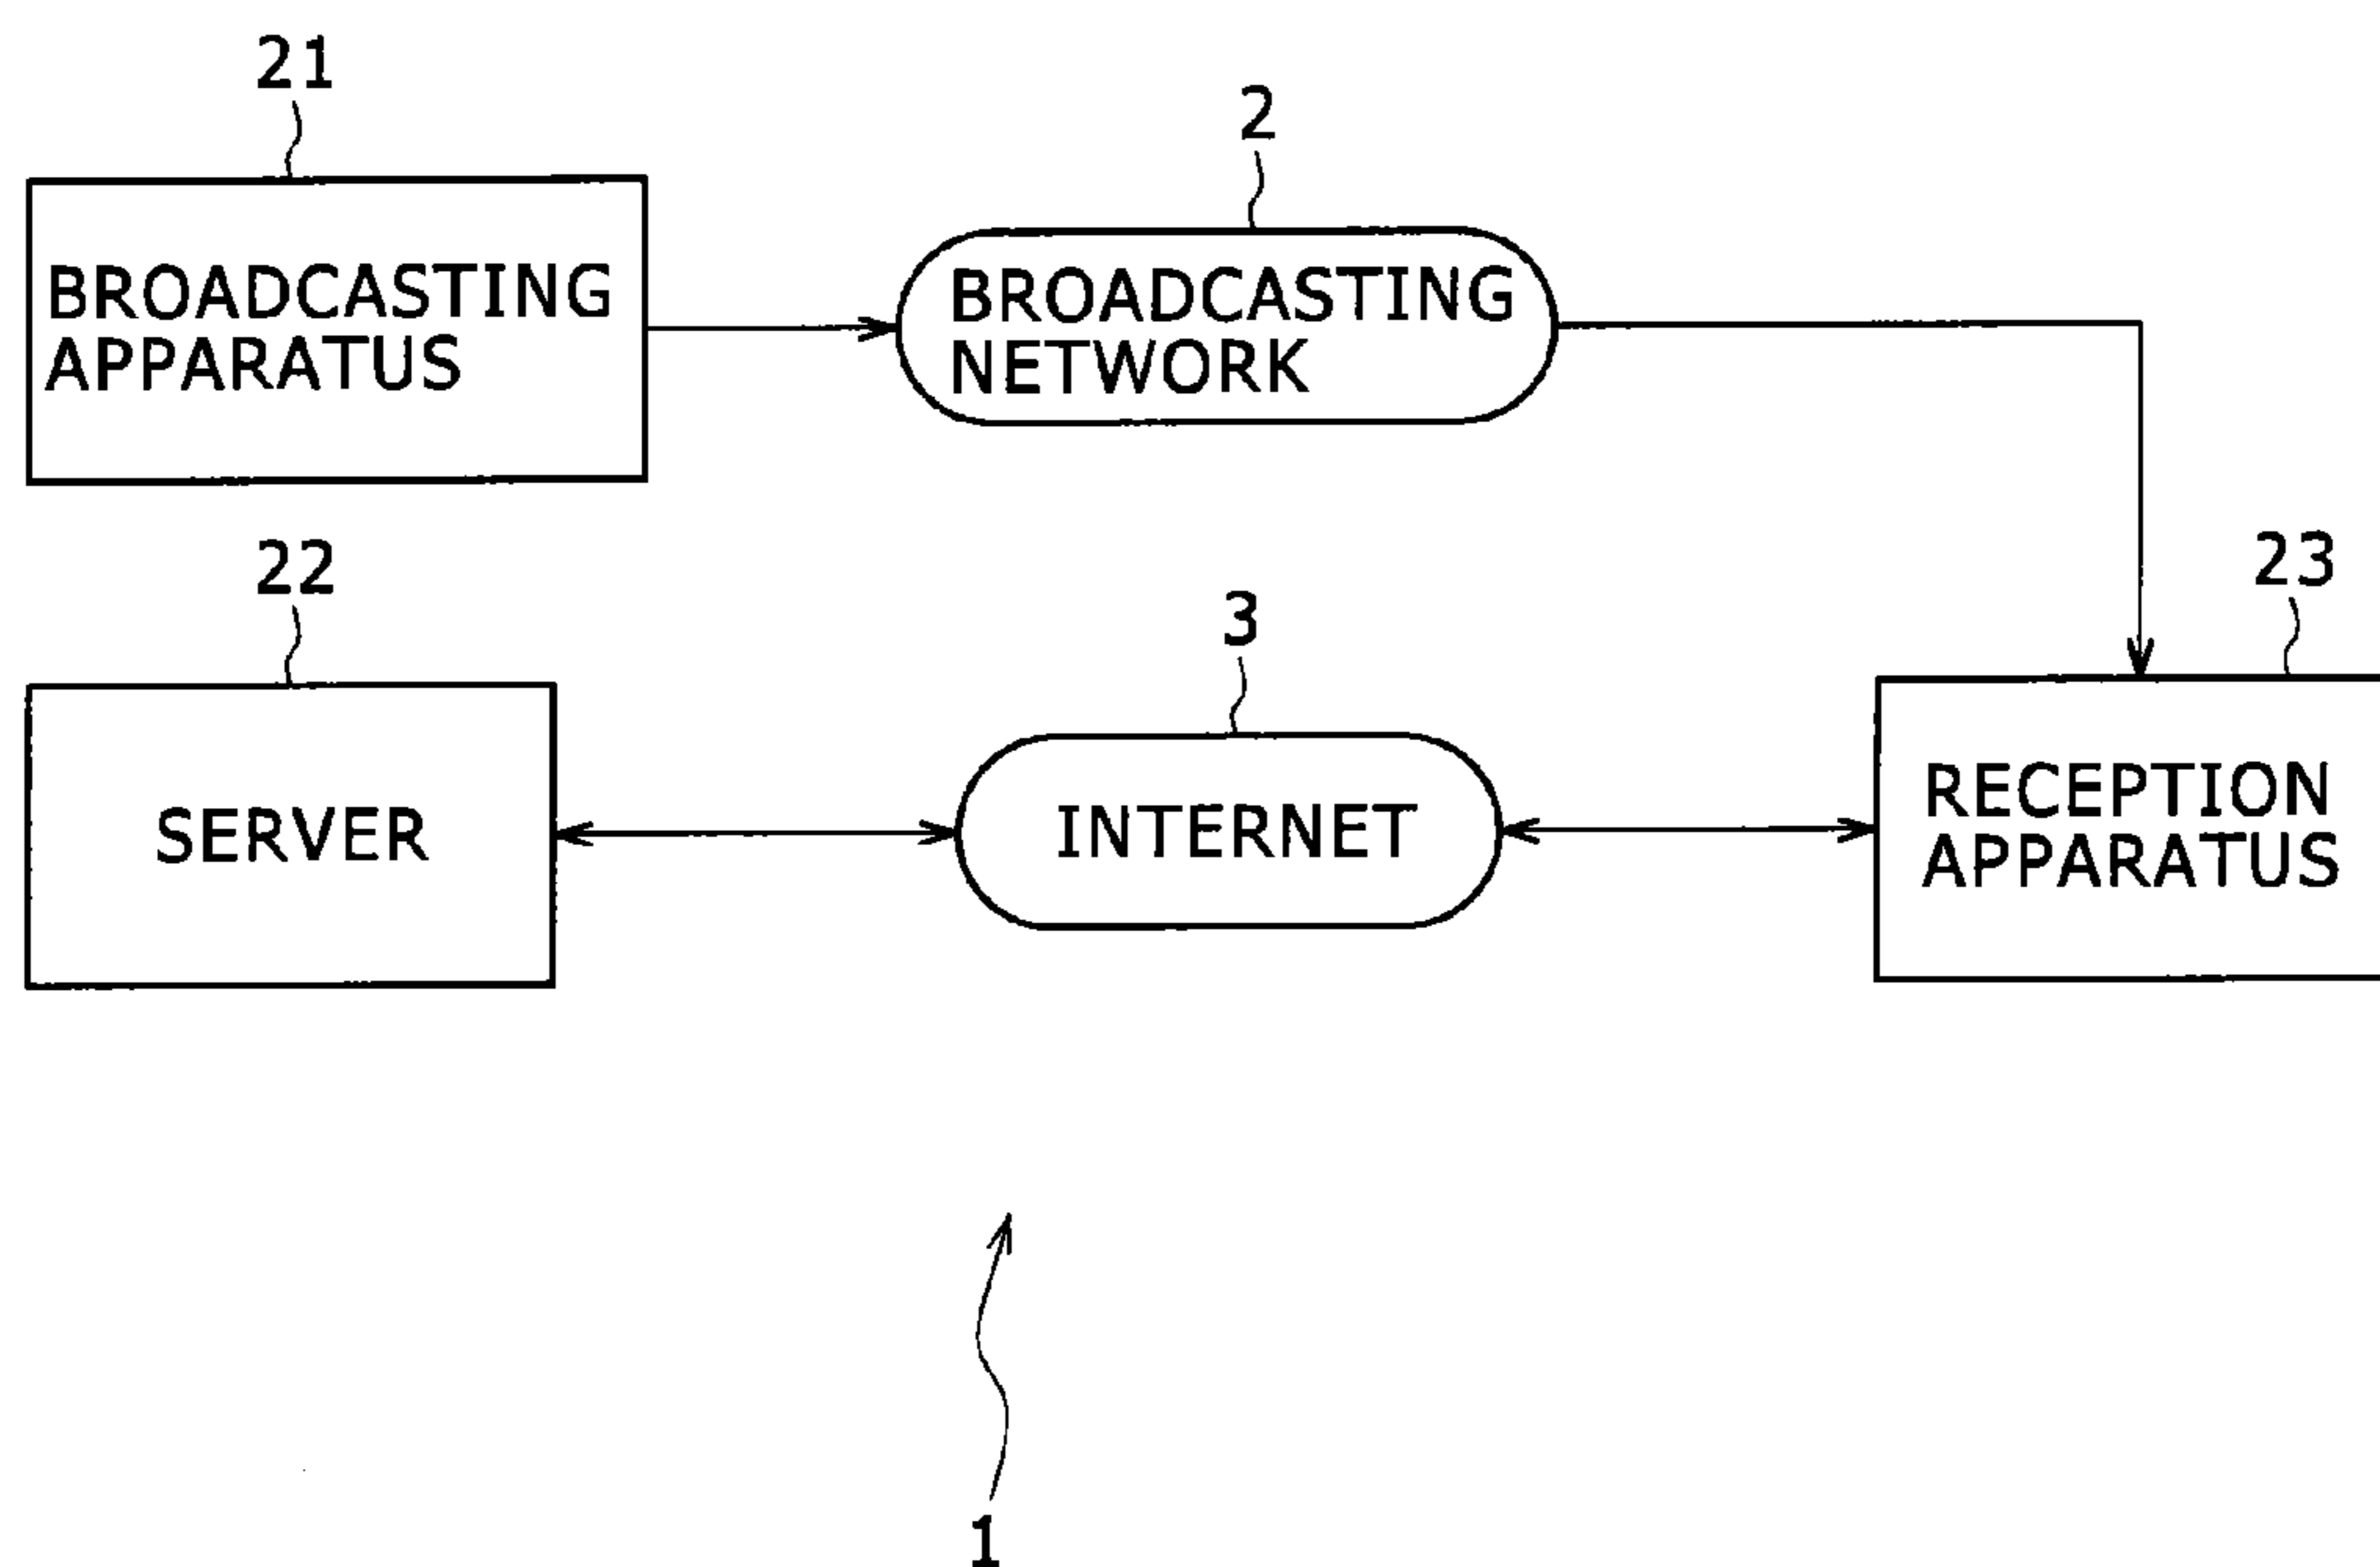 21
2
BROADCASTING
APPARATUS
BROADCASTING
NETWORK
22
3
23
SERVER
INTERNET
RECEPTION
APPARATUS
1